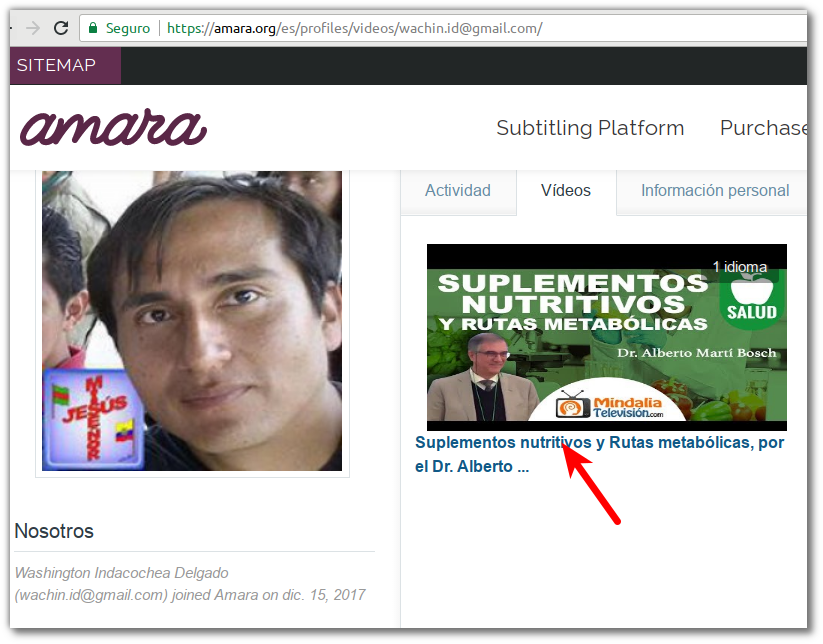 Seguro
https://amara.org/es/profiles/videos/wachin.id@gmail.com/
SITEMAP
amara
Subtitling Platform
Purchase
Actividad
Vídeos
Información personal
1 idioma
SUPLEMENTOS
NUTRITIVOS
Y RUTAS METABÓLICAS
SALUD
Dr. Alberto Martí Bosch
Mindalia
Televisión.com
Suplementos nutritivos y Rutas metabólicas, por
el Dr. Alberto ...
MI SEÑOR
JESÚS
Nosotros
Washington Indacochea Delgado
(wachin.id@gmail.com) joined Amara on dic. 15, 2017